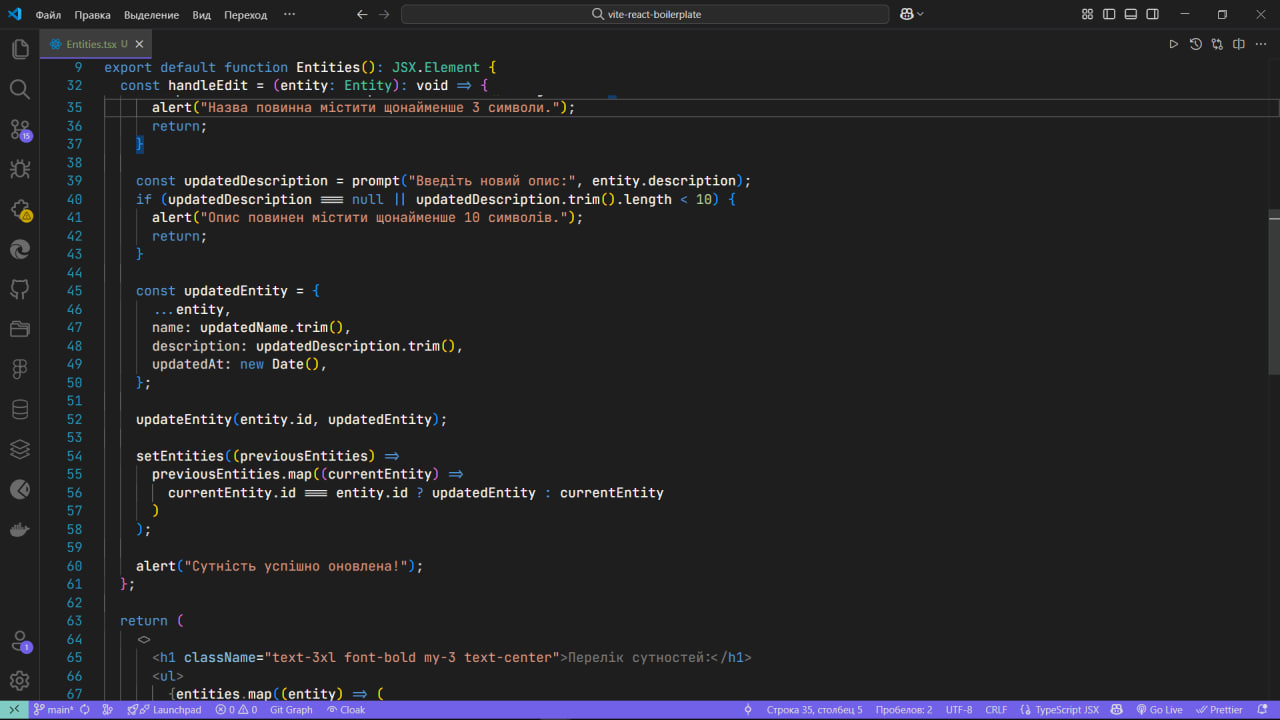 Файл Правка Выделение Вид Переход ··· vite-react-boilerplate
Entities.tsx U
9 export default function Entities(): JSX.Element {
32 const handleEdit = (entity: Entity): void => {
35 alert("Назва повинна містити щонайменше 3 символи.");
36 return;
37 }
38
39 const updatedDescription = prompt("Введіть новий опис:", entity.description);
40 if (updatedDescription === null || updatedDescription.trim().length < 10) {
41 alert("Опис повинен містити щонайменше 10 символів.");
42 return;
43 }
44
45 const updatedEntity = {
46 ...entity,
47 name: updatedName.trim(),
48 description: updatedDescription.trim(),
49 updatedAt: new Date(),
50 };
51
52 updateEntity(entity.id, updatedEntity);
53
54 setEntities((previousEntities) =>
55 previousEntities.map((currentEntity) =>
56 currentEntity.id === entity.id ? updatedEntity : currentEntity
57 )
58 );
59
60 alert("Сутність успішно оновлена!");
61 };
62
63 return (
64 <>
65 <h1 className="text-3xl font-bold my-3 text-center">Перелік сутностей:</h1>
66 <ul>
67 {entities.map((entity) => (
15
1
main* Launchpad 0 0 Git Graph Cloak Строка 35, столбец 5 Пробелов: 2 UTF-8 CRLF TypeScript JSX Go Live Prettier